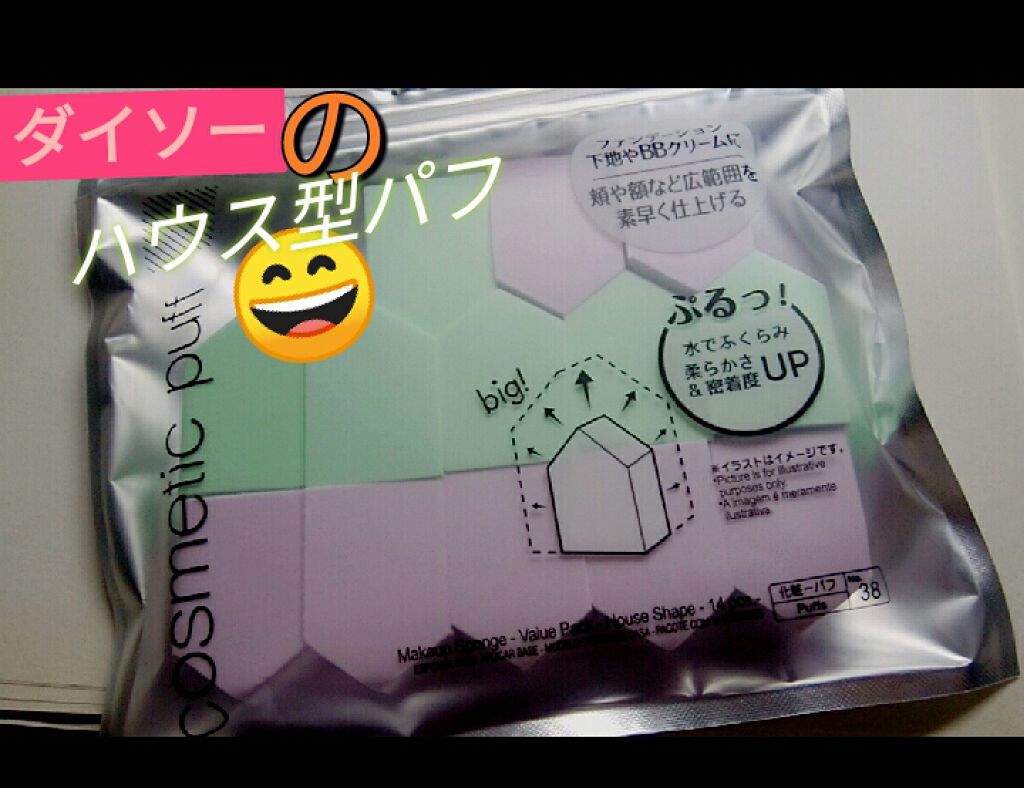 ダイソーの
ハウス型パフ
cosmetic puff
ファンデーション
下地やBBクリームに
頬や額など広範囲を
素早く仕上げる
ぷるっ!
水でふくらみ
柔らかさ
&密着度UP
big!
※イラストはイメージです。
•Picture is for illustrative
purposes only.
•A imagem é meramente
ilustrativa.
化粧ーパフ
Puffs
No.
38
Makeup Sponge - Value Pack - House Shape - 14 pcs -